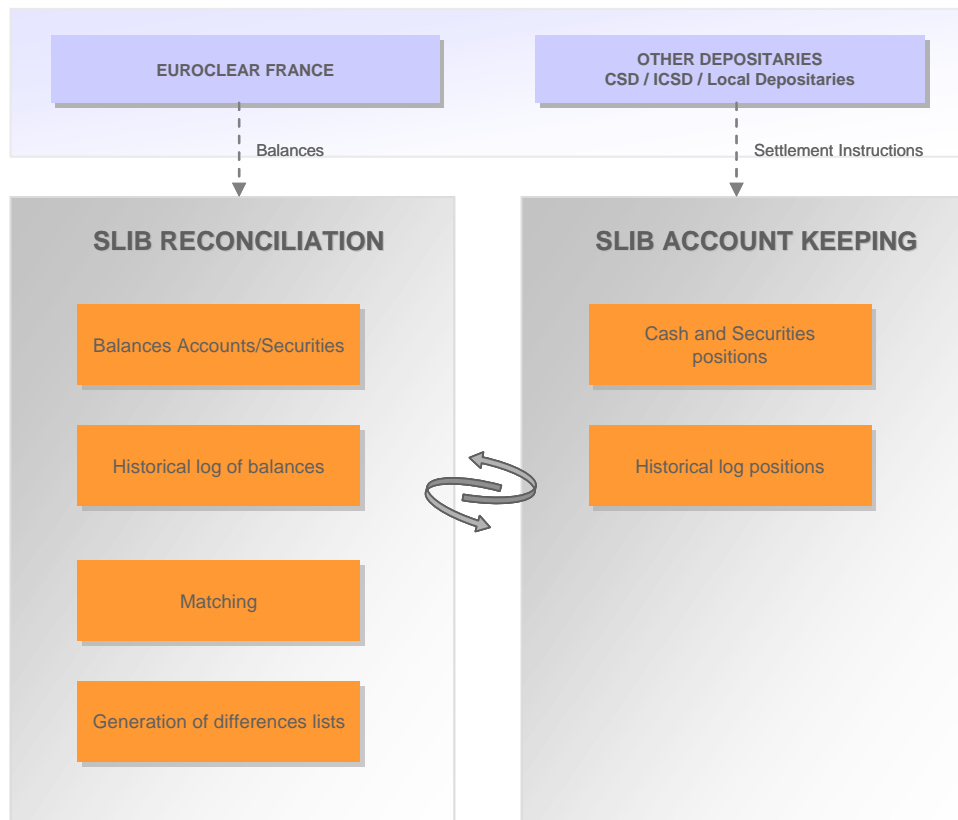 EUROCLEAR FRANCE
OTHER DEPOSITARIES
CSD / ICSD / Local Depositaries
Balances
Settlement Instructions
SLIB RECONCILIATION
SLIB ACCOUNT KEEPING
Balances Accounts/Securities
Cash and Securities
positions
Historical log of balances
Historical log positions
Matching
Generation of differences lists